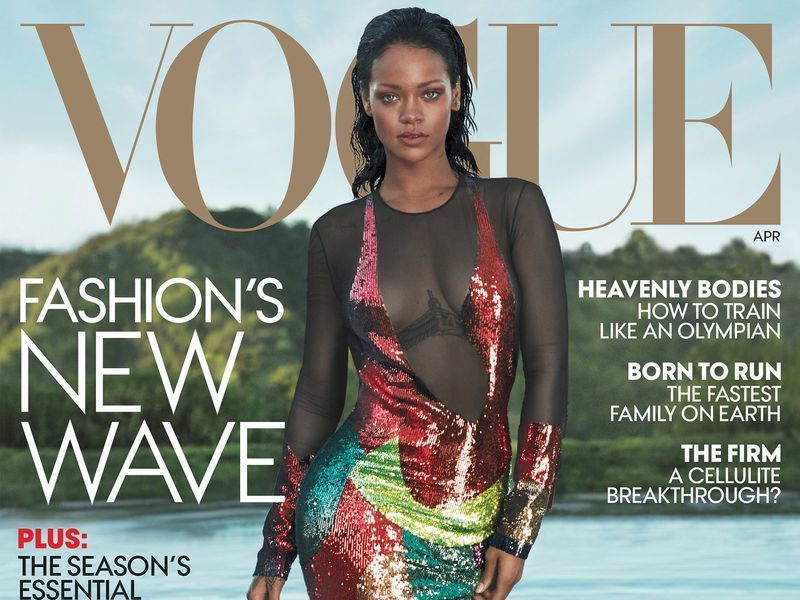 VOGUE
APR
FASHION'S
NEW
WAVE
PLUS:
THE SEASON'S
ESSENTIAL
HEAVENLY BODIES
HOW TO TRAIN
LIKE AN OLYMPIAN
BORN TO RUN
THE FASTEST
FAMILY ON EARTH
THE FIRM
A CELLULITE
BREAKTHROUGH?